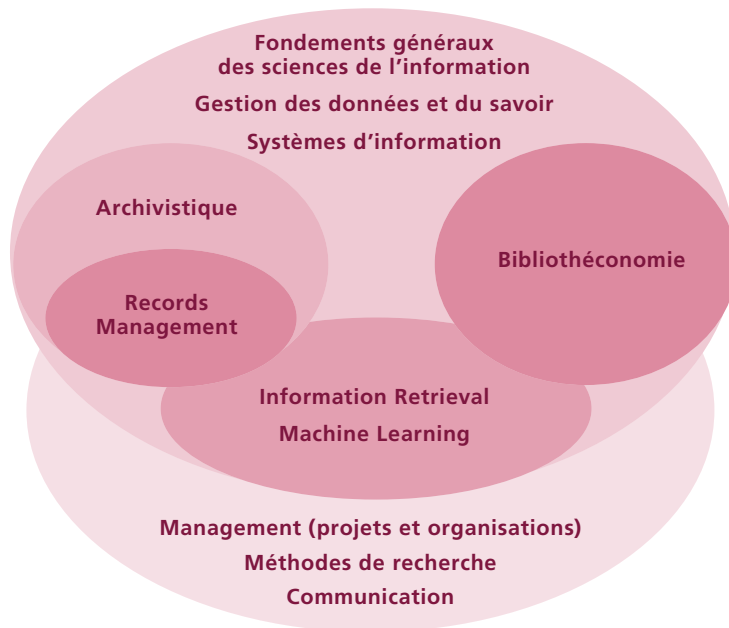 Fondements généraux
des sciences de l’information
Gestion des données et du savoir
Systèmes d’information
Archivistique
Bibliothéconomie
Records
Management
Information Retrieval
Machine Learning
Management (projets et organisations)
Méthodes de recherche
Communication